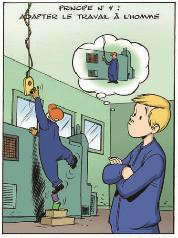 PRINCIPE N° 4 :
ADAPTER LE TRAVAIL À L'HOMME